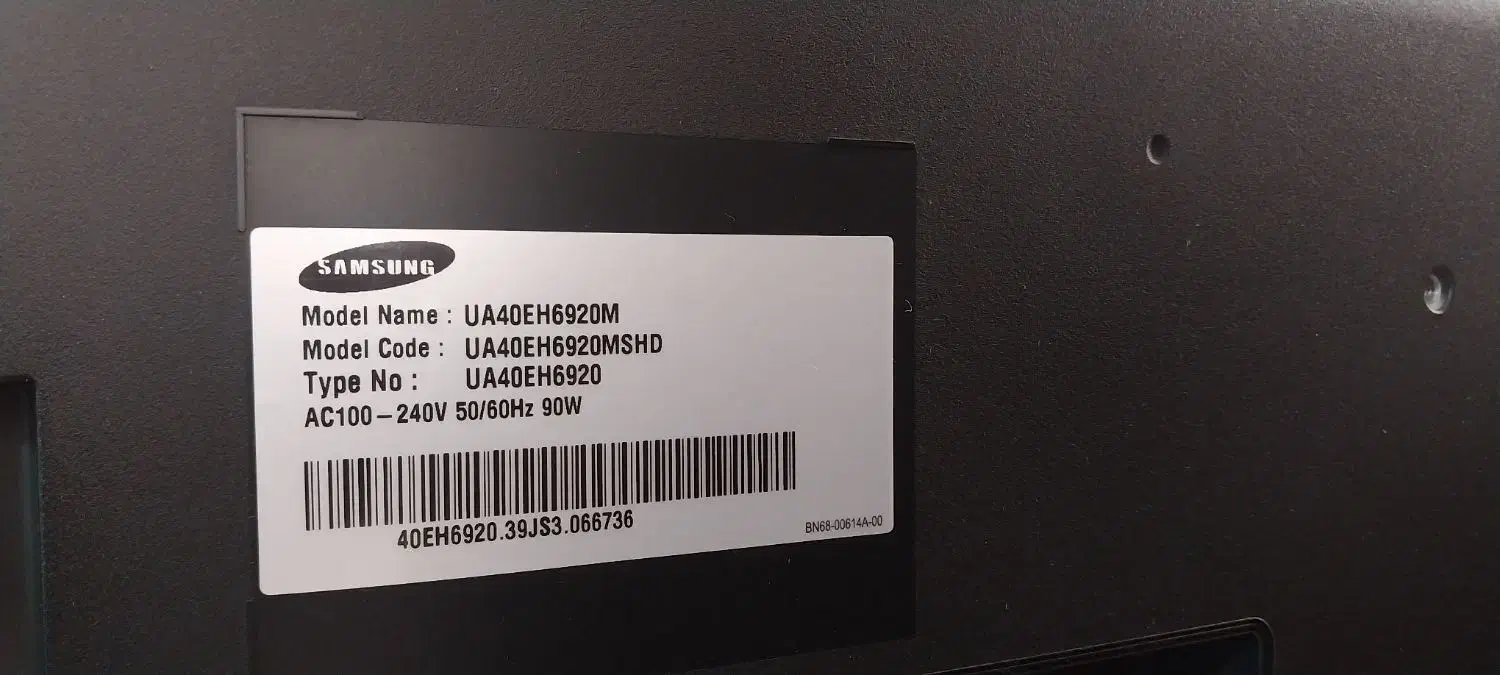 SAMSUNG
Model Name : UA40EH6920M
Model Code : UA40EH6920MSHD
Type No : UA40EH6920
AC100-240V 50/60Hz 90W
40EH6920.39JS3.066736
BN68-00614A-00